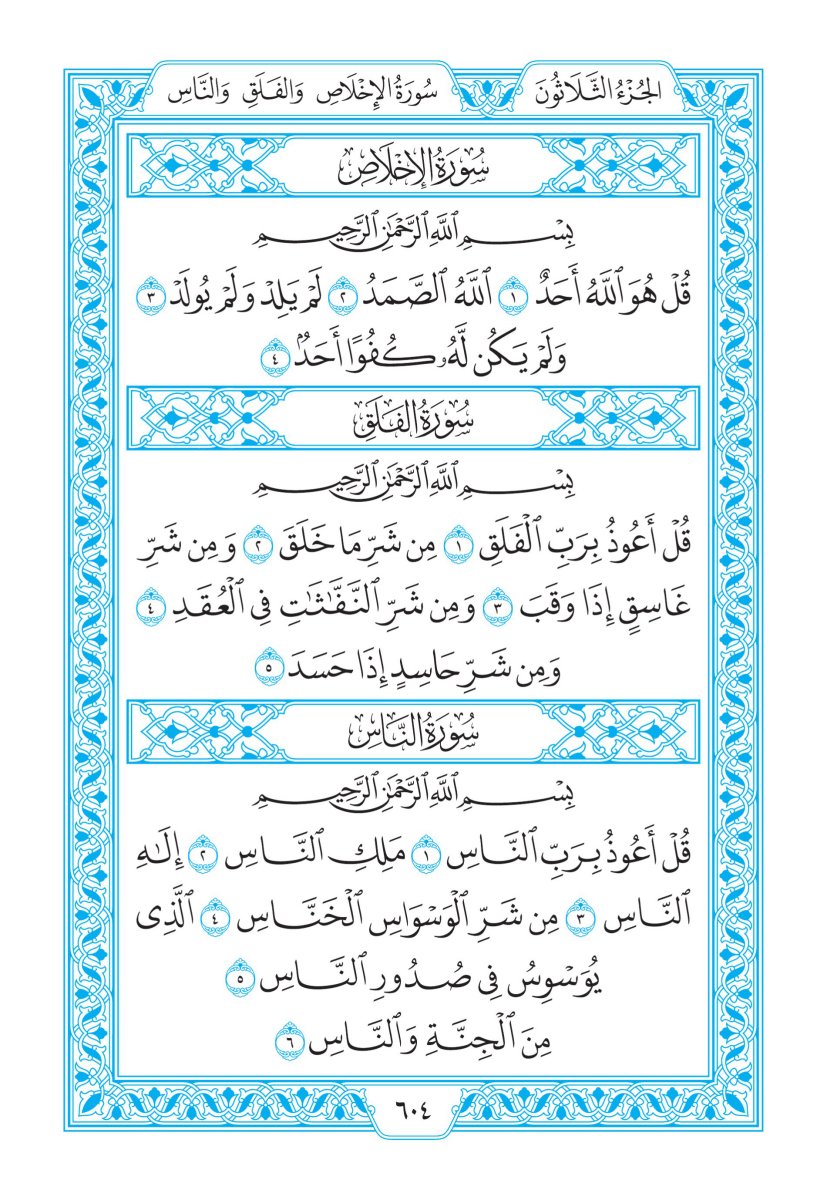 الجُزْءُ الثَّلَاثُونَ سُورَةُ الإِخْلَاصِ وَالفَلَقِ وَالنَّاسِ
سُورَةُ الإِخْلَاصِ
بِسْمِ ٱللَّهِ ٱلرَّحْمَٰنِ ٱلرَّحِيمِ
قُلْ هُوَ ٱللَّهُ أَحَدٌ ١ ٱللَّهُ ٱلصَّمَدُ ٢ لَمْ يَلِدْ وَلَمْ يُولَدْ ٣
وَلَمْ يَكُن لَّهُۥ كُفُوًا أَحَدٌۢ ٤
سُورَةُ الفَلَقِ
بِسْمِ ٱللَّهِ ٱلرَّحْمَٰنِ ٱلرَّحِيمِ
قُلْ أَعُوذُ بِرَبِّ ٱلْفَلَقِ ١ مِن شَرِّ مَا خَلَقَ ٢ وَمِن شَرِّ
غَاسِقٍ إِذَا وَقَبَ ٣ وَمِن شَرِّ ٱلنَّفَّٰثَٰتِ فِى ٱلْعُقَدِ ٤
وَمِن شَرِّ حَاسِدٍ إِذَا حَسَدَ ٥
سُورَةُ النَّاسِ
بِسْمِ ٱللَّهِ ٱلرَّحْمَٰنِ ٱلرَّحِيمِ
قُلْ أَعُوذُ بِرَبِّ ٱلنَّاسِ ١ مَلِكِ ٱلنَّاسِ ٢ إِلَٰهِ
ٱلنَّاسِ ٣ مِن شَرِّ ٱلْوَسْوَاسِ ٱلْخَنَّاسِ ٤ ٱلَّذِى
يُوَسْوِسُ فِى صُدُورِ ٱلنَّاسِ ٥
مِنَ ٱلْجِنَّةِ وَٱلنَّاسِ ٦
٦٠٤